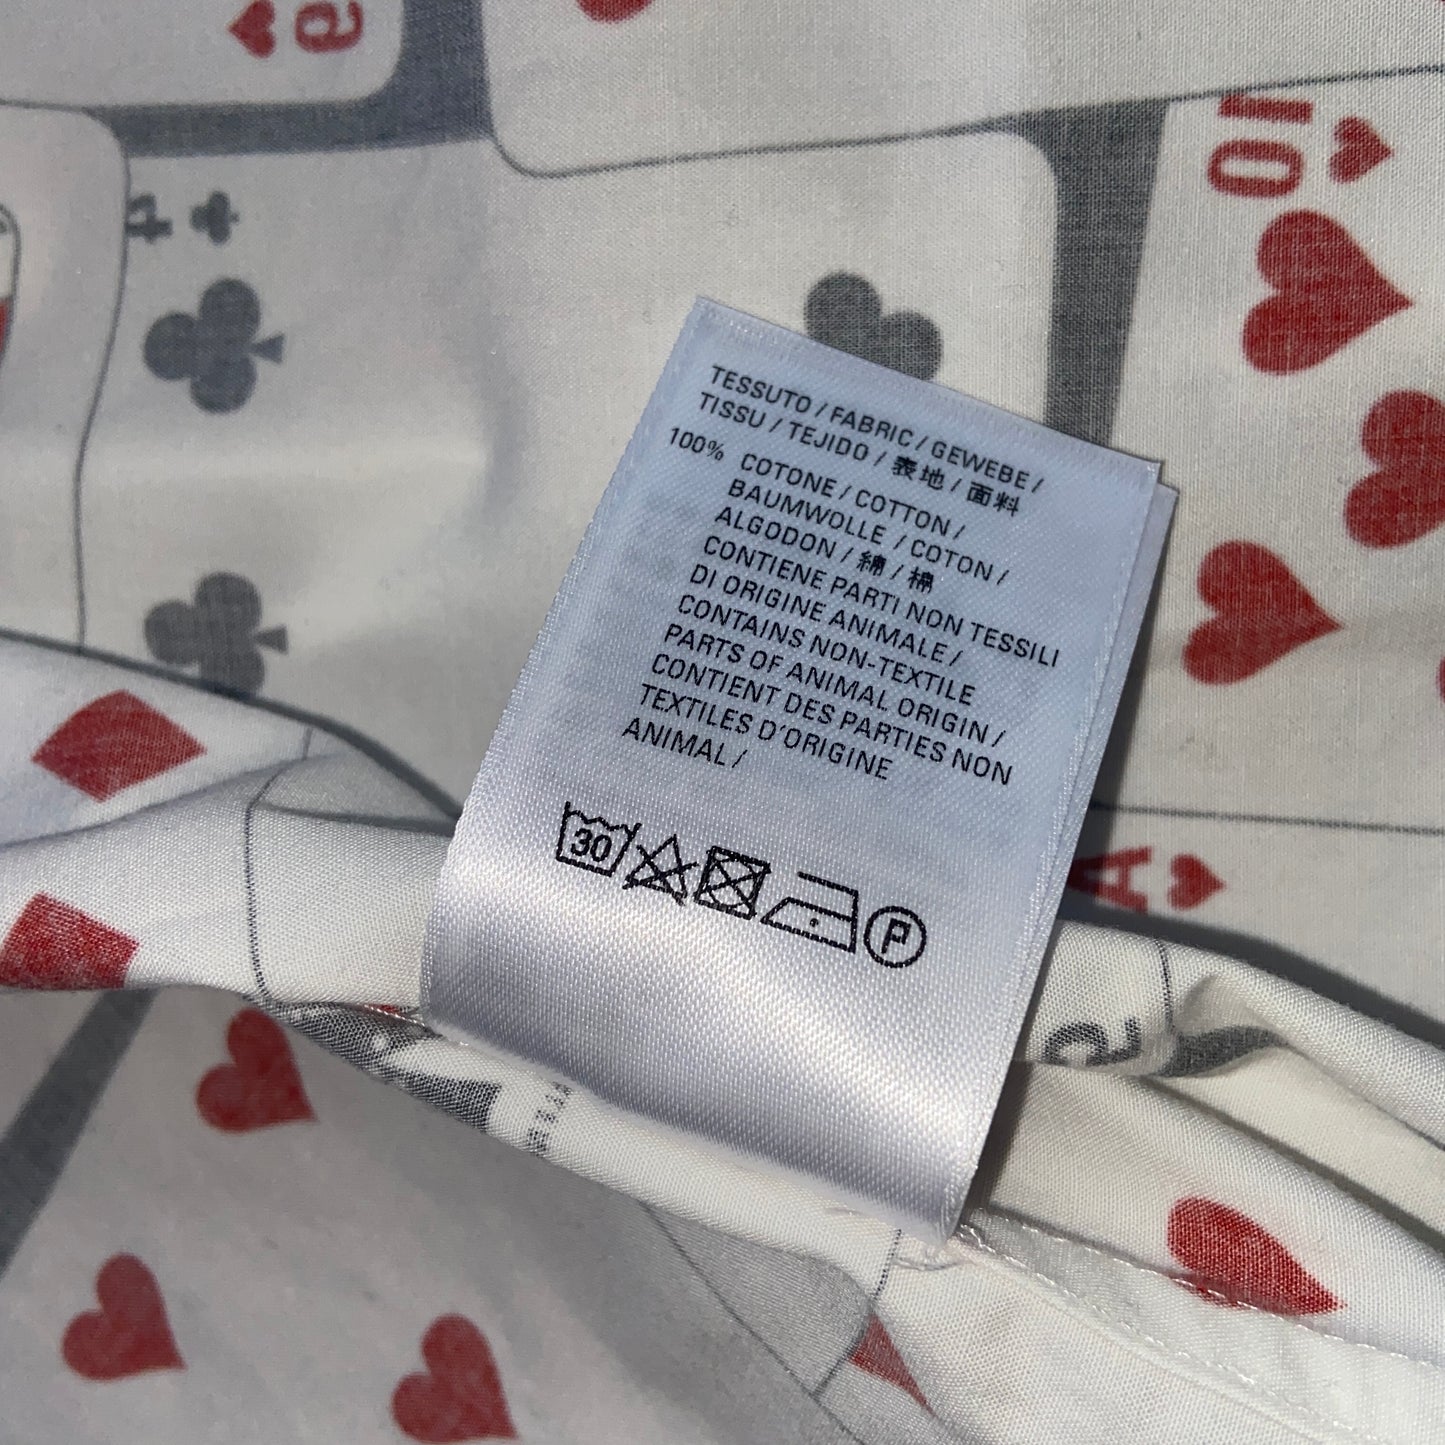 TESSUTO / FABRIC / GEWEBE /
TISSU / TEJIDO / 表地 / 面料
100% COTONE / COTTON /
BAUMWOLLE / COTON /
ALGODON / 綿 / 棉
CONTIENE PARTI NON TESSILI
DI ORIGINE ANIMALE /
CONTAINS NON-TEXTILE
PARTS OF ANIMAL ORIGIN /
CONTIENT DES PARTIES NON
TEXTILES D'ORIGINE
ANIMAL /
30
P
10
A